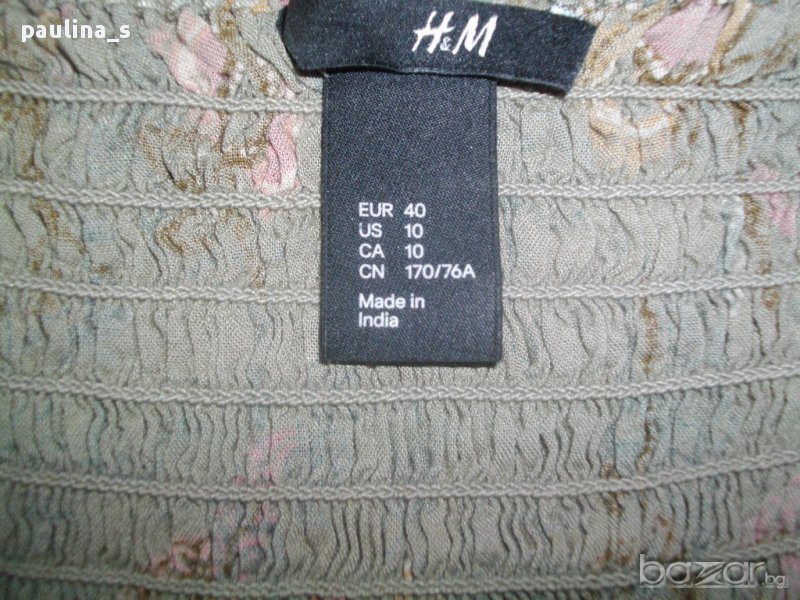 paulina_s
H&M
EUR 40
US 10
CA 10
CN 170/76A
Made in
India
bazar.bg